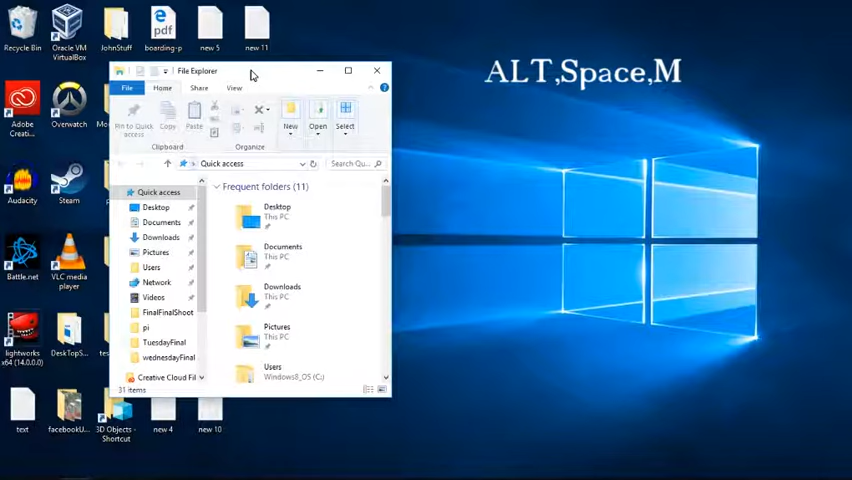 ALT,Space,M
Recycle Bin
Oracle VM
VirtualBox
JohnStuff
pdf
boarding-p
new 5
new 11
Adobe
Creati...
Overwatch
Audacity
Steam
Battle.net
VLC media
player
lightworks
x64 (14.0.0.0)
DeskTopS...
text
facebookU...
3D Objects -
Shortcut
new 4
new 10
File Explorer
File
Home
Share
View
Pin to Quick
access
Copy
Paste
New
Open
Select
Clipboard
Organize
Quick access
Search Qu...
Quick access
Desktop
Documents
Downloads
Pictures
Users
Network
Videos
FinalFinalShoot
pi
TuesdayFinal
wednesdayFinal
Creative Cloud Fil
Frequent folders (11)
Desktop
This PC
Documents
This PC
Downloads
This PC
Pictures
This PC
Users
Windows8_OS (C:)
31 items